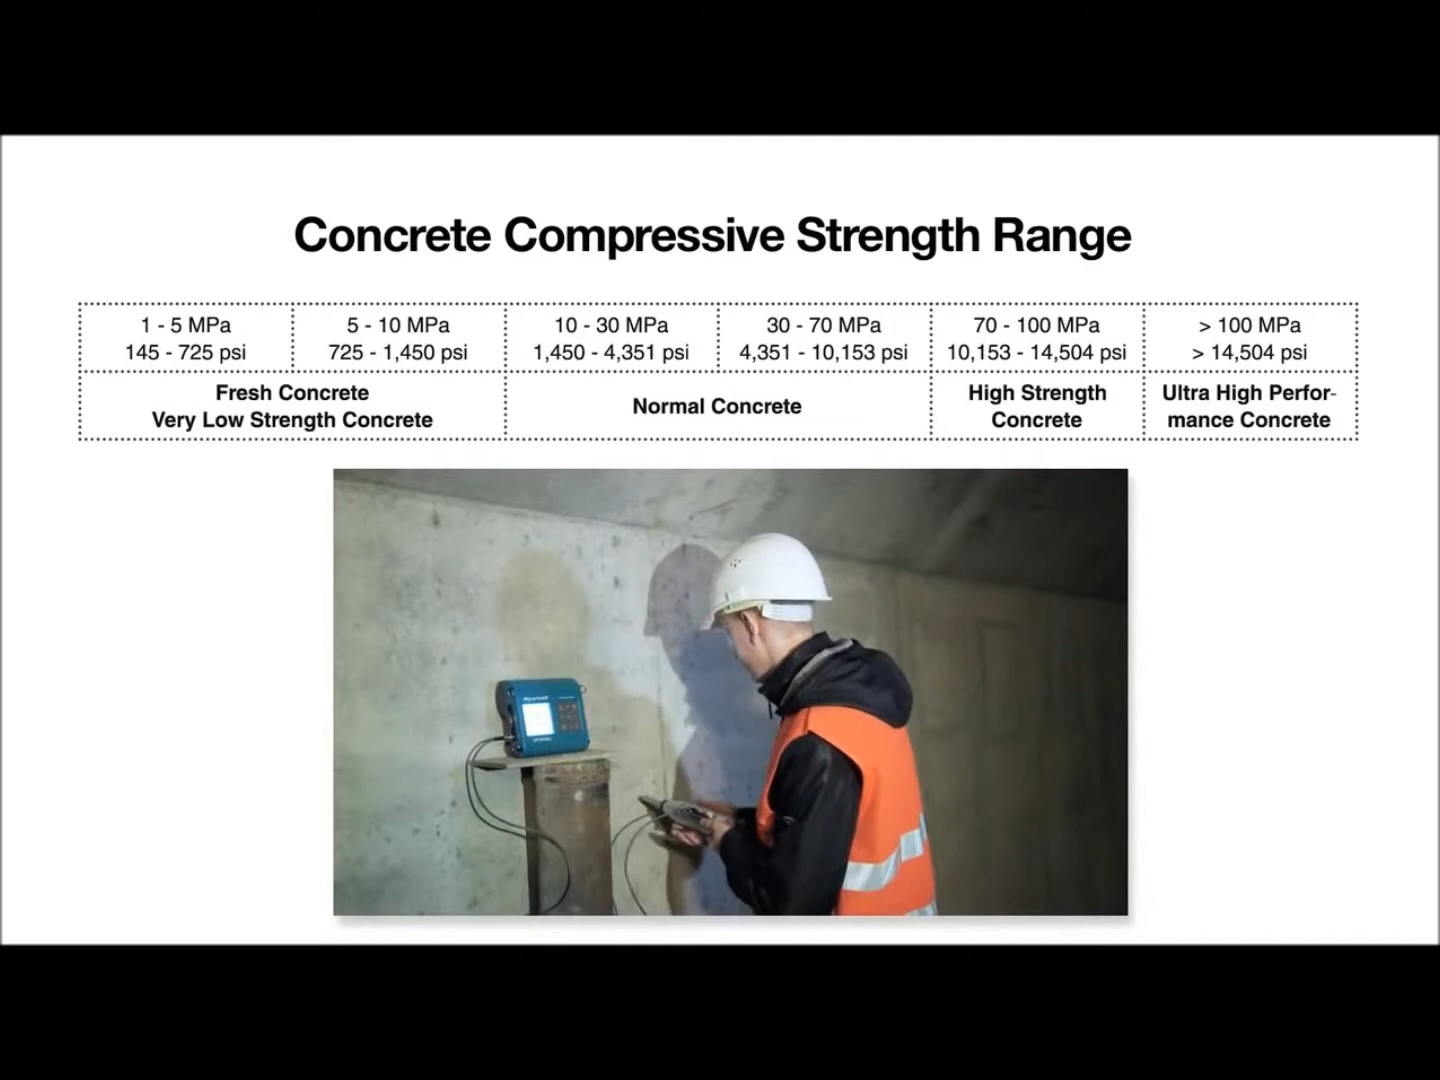 Concrete Compressive Strength Range
1 - 5 MPa
145 - 725 psi
5 - 10 MPa
725 - 1,450 psi
10 - 30 MPa
1,450 - 4,351 psi
30 - 70 MPa
4,351 - 10,153 psi
70 - 100 MPa
10,153 - 14,504 psi
> 100 MPa
> 14,504 psi
Fresh Concrete
Very Low Strength Concrete
Normal Concrete
High Strength
Concrete
Ultra High Perfor-
mance Concrete